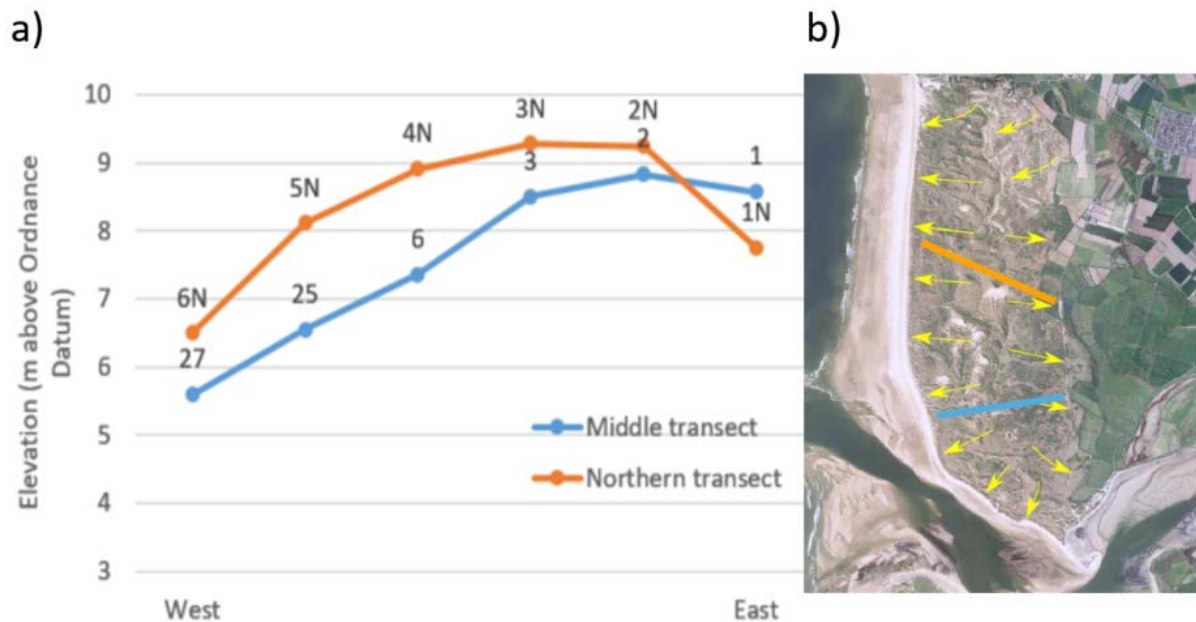 a)
b)
10
9
8
7
6
5
4
3
Elevation (m above Ordnance
Datum)
6N
5N
4N
3N
2N
1N
27
25
6
3
2
1
Middle transect
Northern transect
West
East